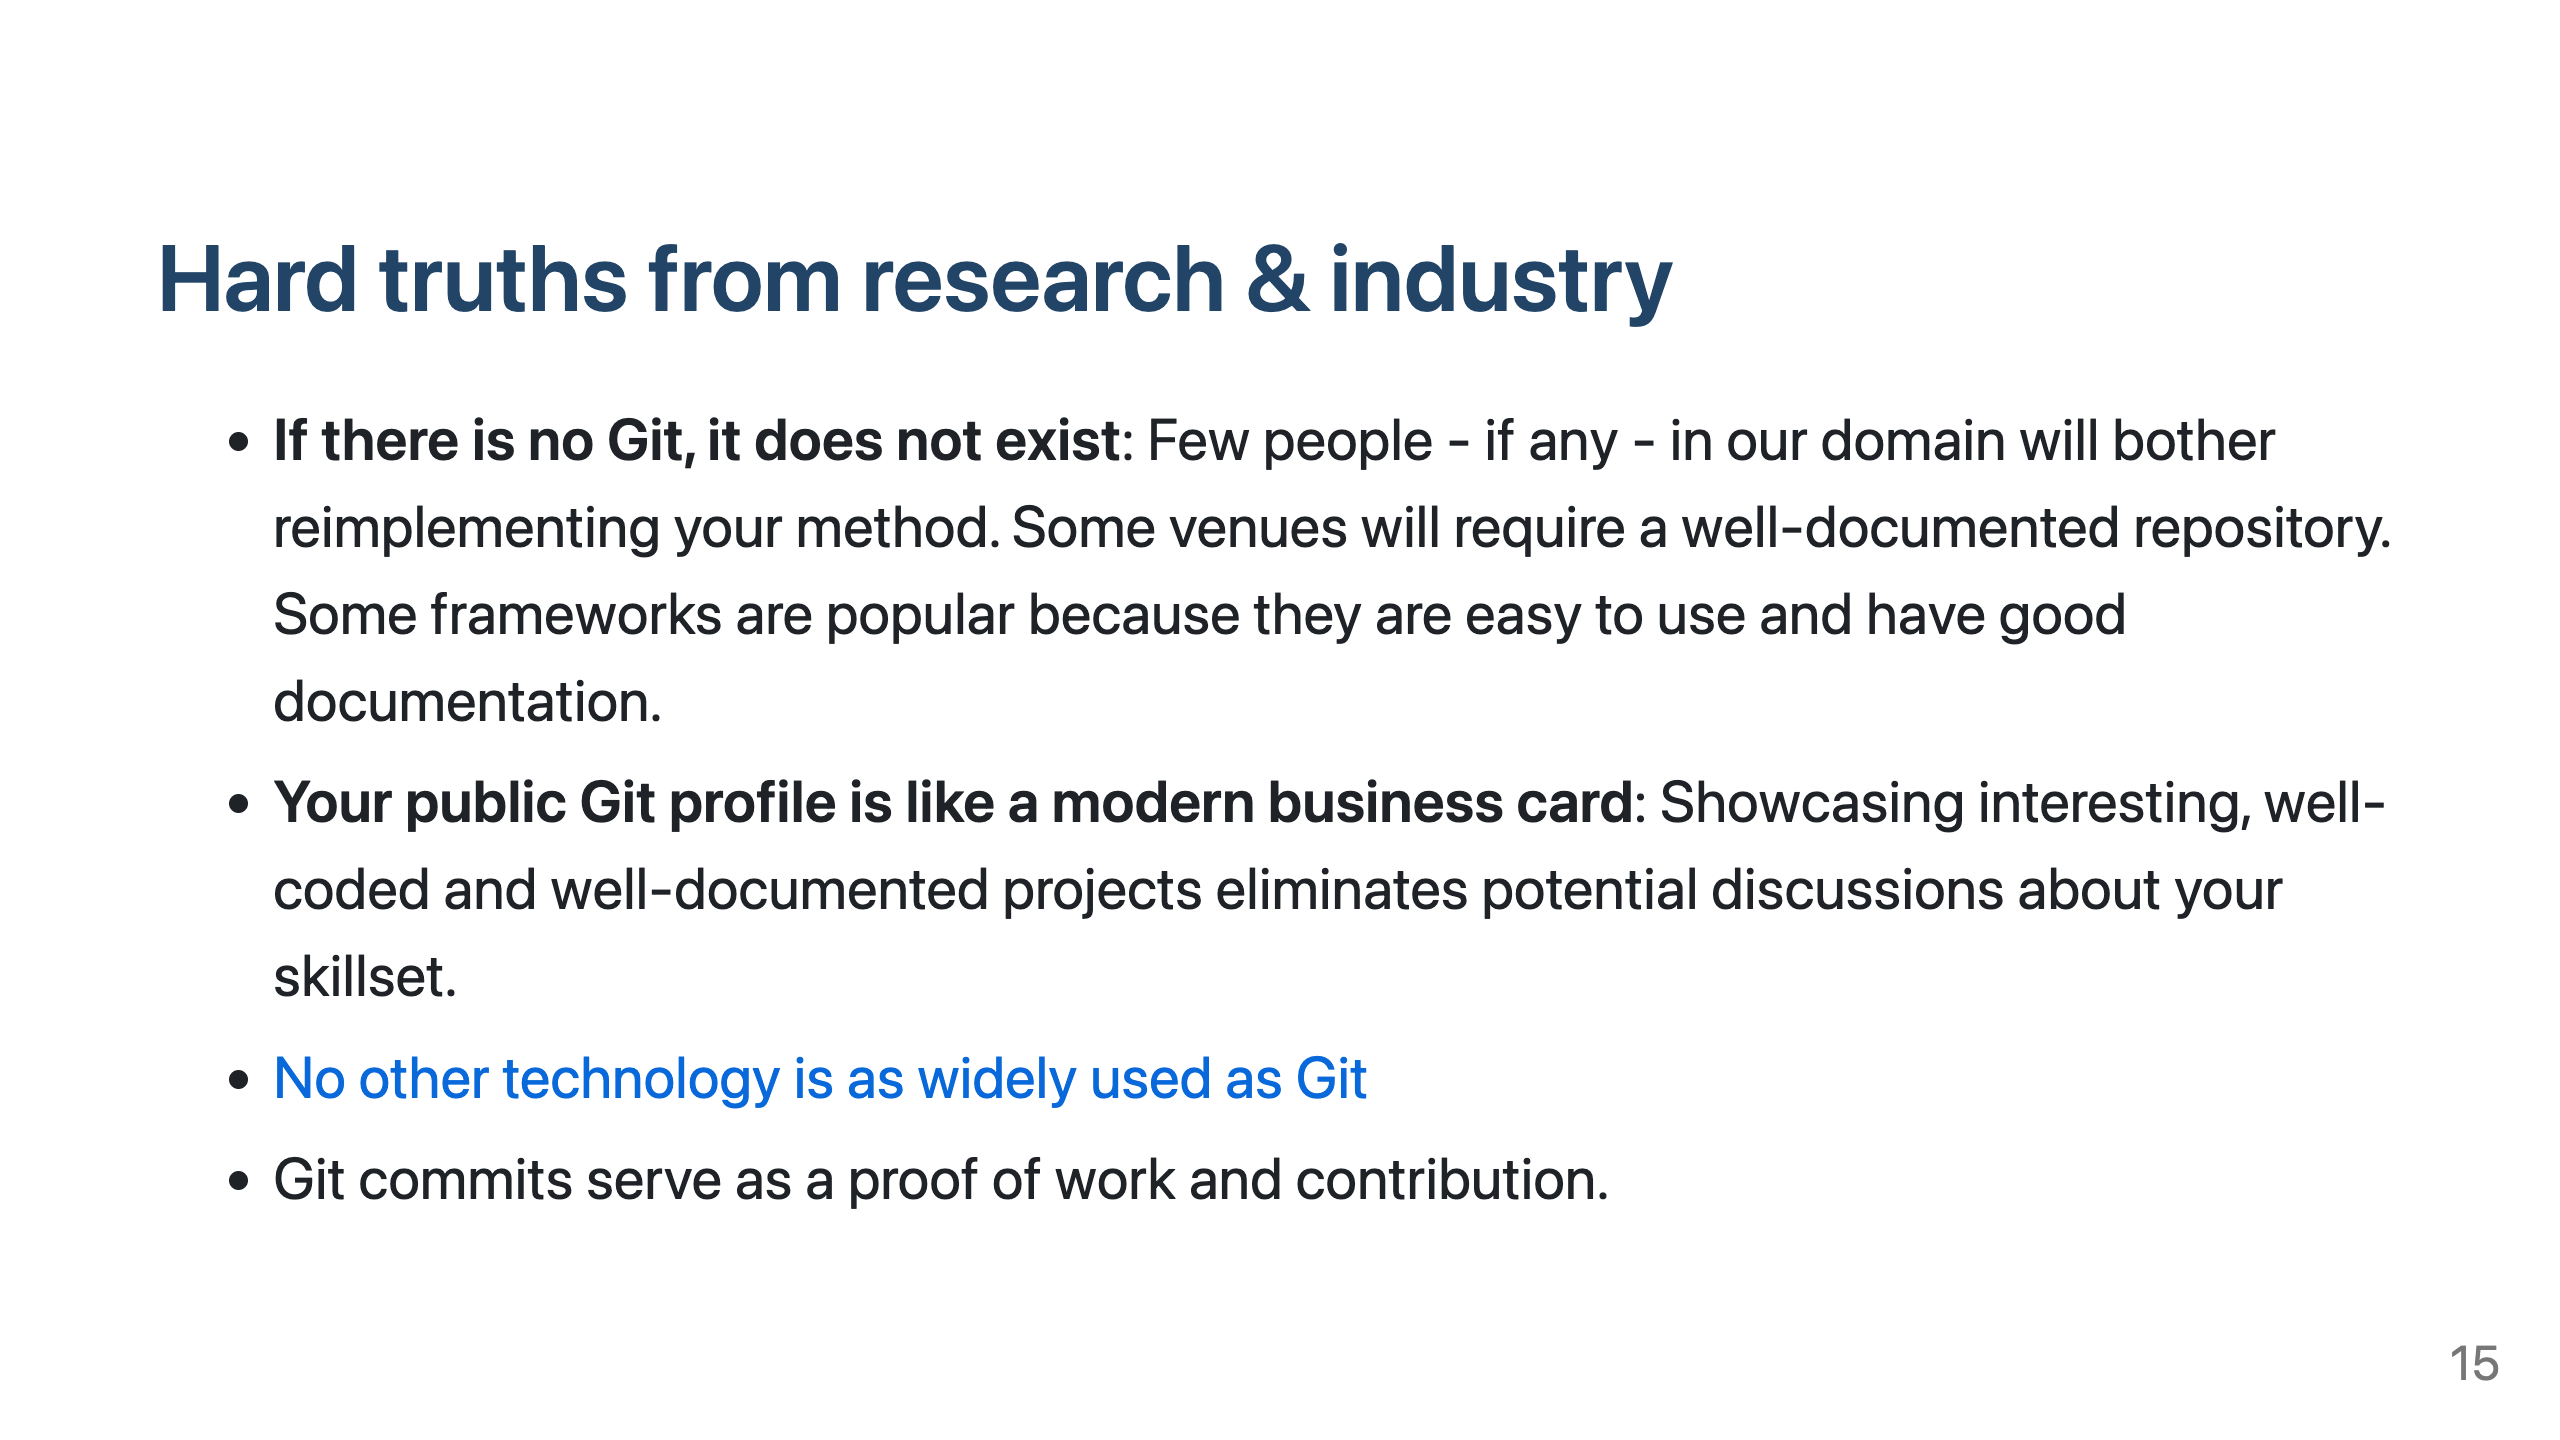 Hard truths from research & industry
• If there is no Git, it does not exist: Few people - if any - in our domain will bother
reimplementing your method. Some venues will require a well-documented repository.
Some frameworks are popular because they are easy to use and have good
documentation.
• Your public Git profile is like a modern business card: Showcasing interesting, well-
coded and well-documented projects eliminates potential discussions about your
skillset.
• No other technology is as widely used as Git
• Git commits serve as a proof of work and contribution.
15